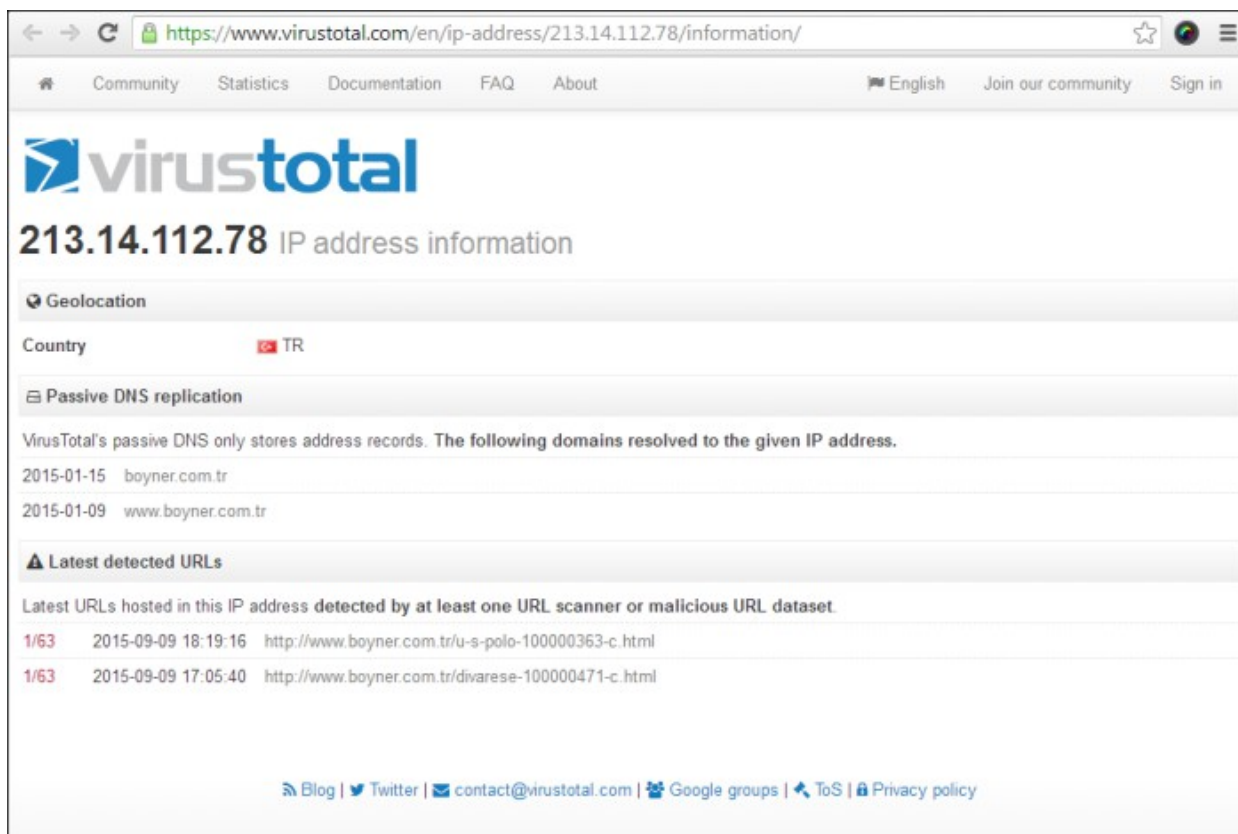 https://www.virustotal.com/en/ip-address/213.14.112.78/information/
Community Statistics Documentation FAQ About English Join our community Sign in
virustotal
213.14.112.78 IP address information
Geolocation
Country TR
Passive DNS replication
VirusTotal's passive DNS only stores address records. The following domains resolved to the given IP address.
2015-01-15 boyner.com.tr
2015-01-09 www.boyner.com.tr
Latest detected URLs
Latest URLs hosted in this IP address detected by at least one URL scanner or malicious URL dataset.
1/63 2015-09-09 18:19:16 http://www.boyner.com.tr/u-s-polo-100000363-c.html
1/63 2015-09-09 17:05:40 http://www.boyner.com.tr/divarese-100000471-c.html
Blog | Twitter | contact@virustotal.com | Google groups | ToS | Privacy policy